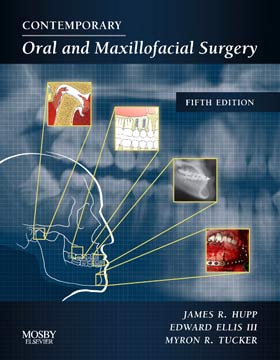 CONTEMPORARY
Oral and Maxillofacial Surgery
FIFTH EDITION
JAMES R. HUPP
EDWARD ELLIS III
MYRON R. TUCKER
MOSBY
ELSEVIER